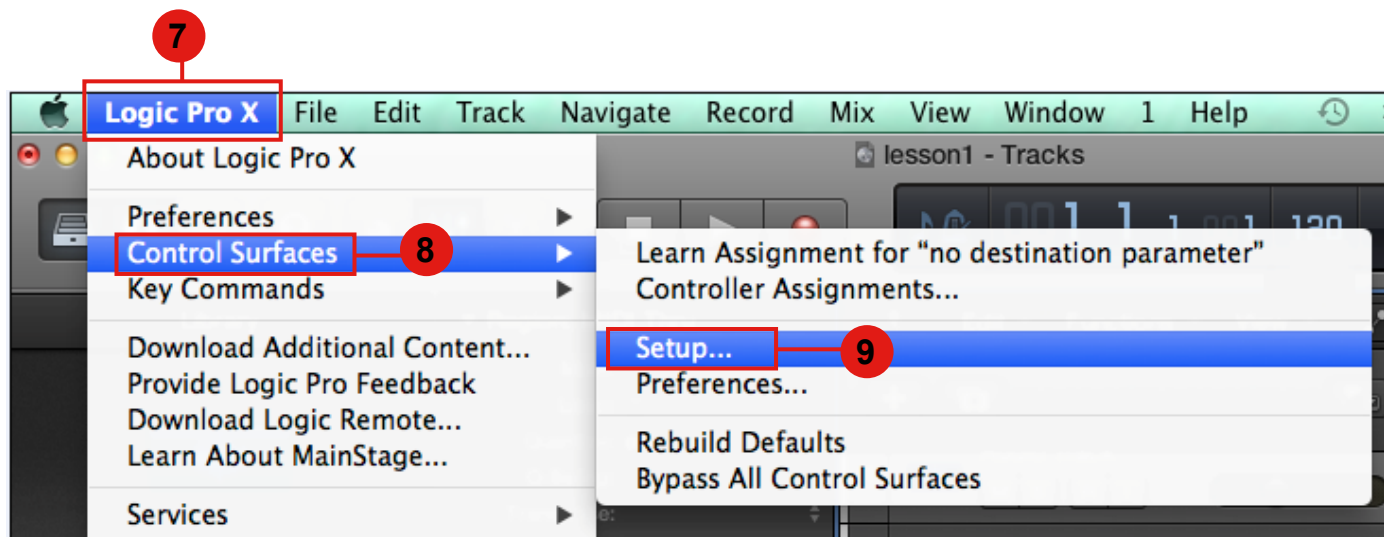 7
Logic Pro X File Edit Track Navigate Record Mix View Window 1 Help
lesson1 - Tracks
About Logic Pro X
Preferences
Control Surfaces 8
Key Commands
Download Additional Content...
Provide Logic Pro Feedback
Download Logic Remote...
Learn About MainStage...
Services
Learn Assignment for “no destination parameter”
Controller Assignments...
Setup... 9
Preferences...
Rebuild Defaults
Bypass All Control Surfaces